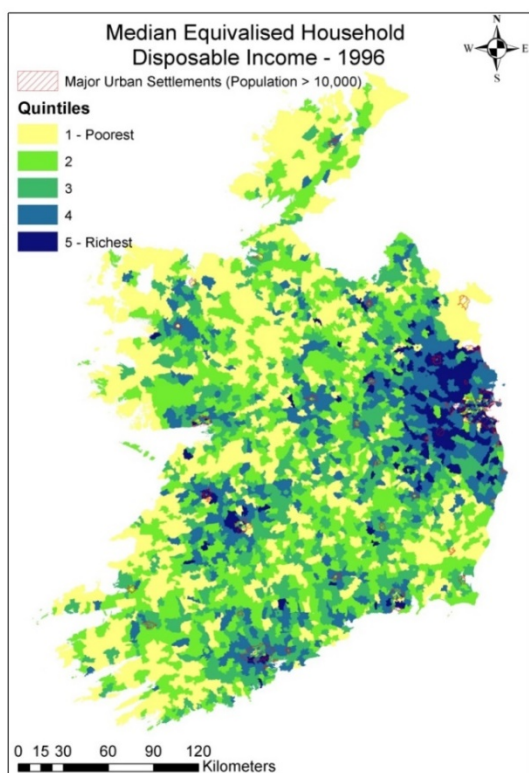 Median Equivalised Household
Disposable Income - 1996
N
W E
S
Major Urban Settlements (Population > 10,000)
Quintiles
1 - Poorest
2
3
4
5 - Richest
0 15 30 60 90 120
Kilometers